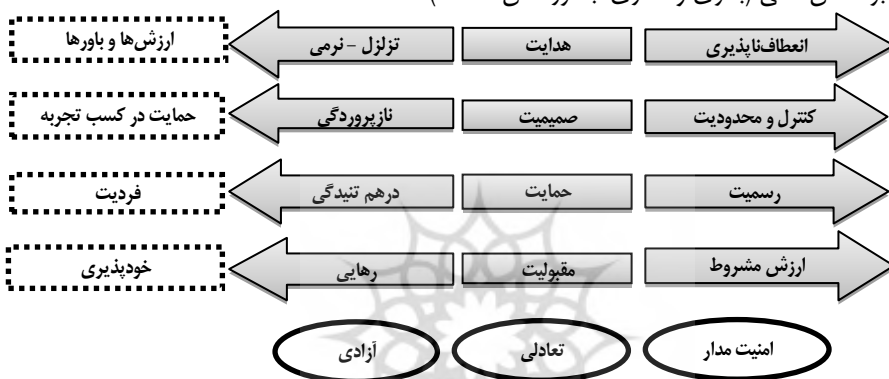 انعطاف‌ناپذیری هدایت تزلزل - نرمی ارزش‌ها و باورها
کنترل و محدودیت صمیمیت نازپروردگی حمایت در کسب تجربه
رسمیت حمایت درهم تنیدگی فردیت
ارزش مشروط مقبولیت رهایی خودپذیری
امنیت مدار تعادلی آزادی